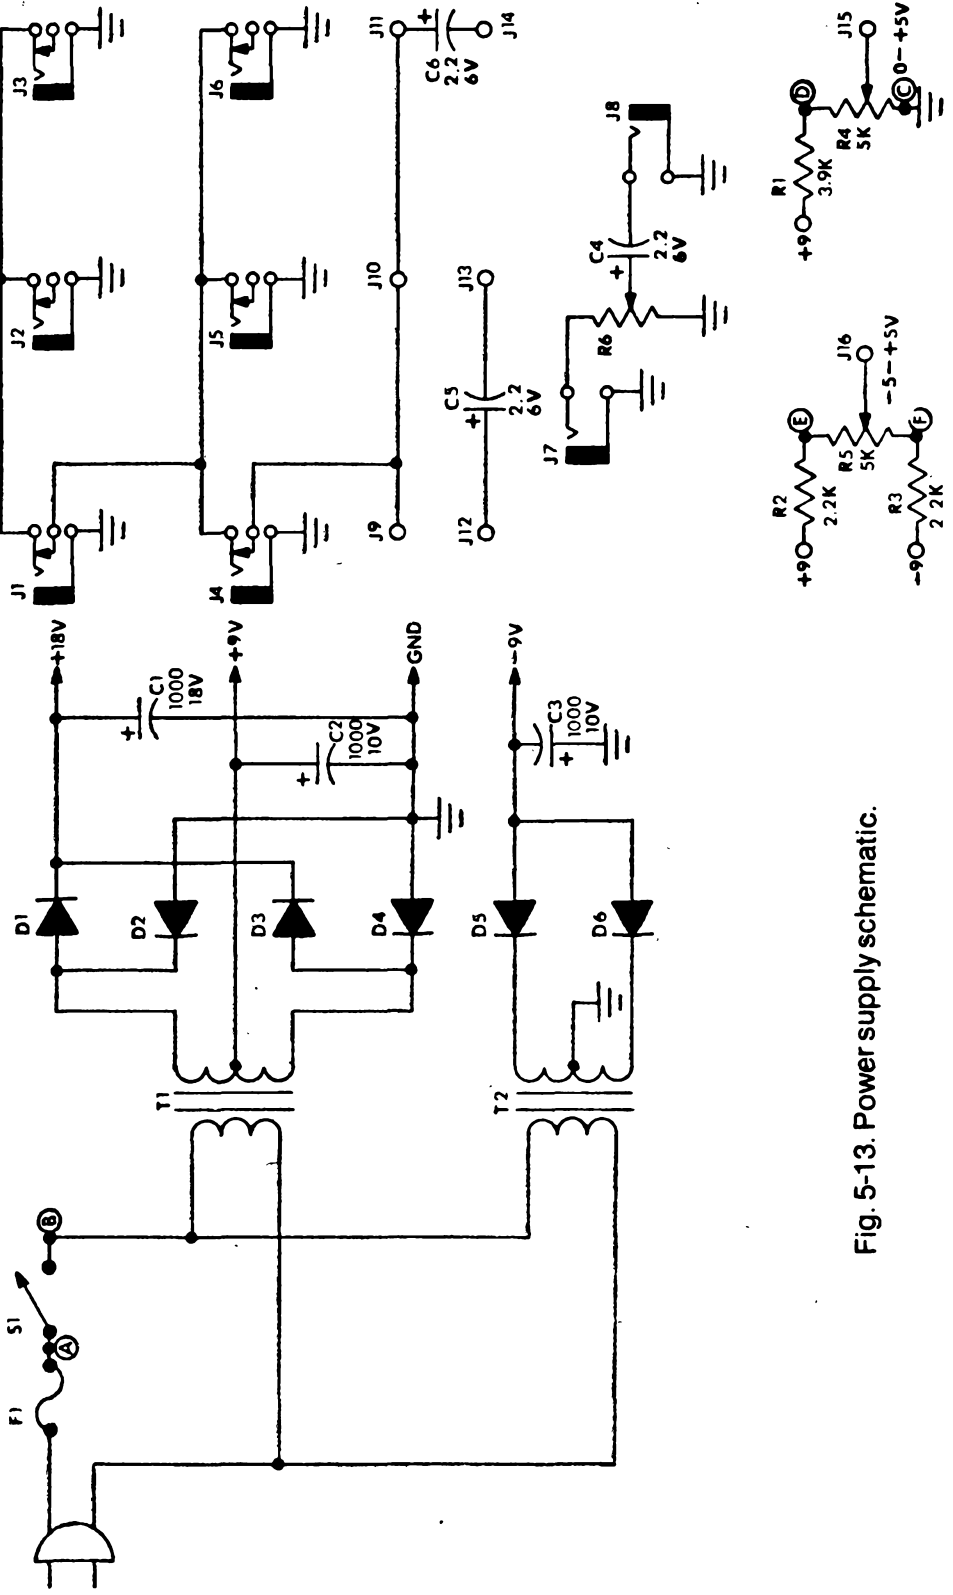 F1
S1
A
B
T1
T2
D1
D2
D3
D4
D5
D6
+18V
C1
1000
18V
+
+9V
C2
1000
10V
+
GND
-9V
C3
1000
10V
+
J1
J2
J3
J4
J5
J6
J9
J10
J11
+
C6
2.2
6V
J14
J12
C5
2.2
6V
+
J13
J7
R6
C4
2.2
6V
+
J8
+9
R2
2.2K
E
R5
5K
J16
-5-+5V
-9
R3
2 2K
F
+9
R1
3.9K
D
R4
5K
J15
C
0-+5V
Fig. 5-13. Power supply schematic.